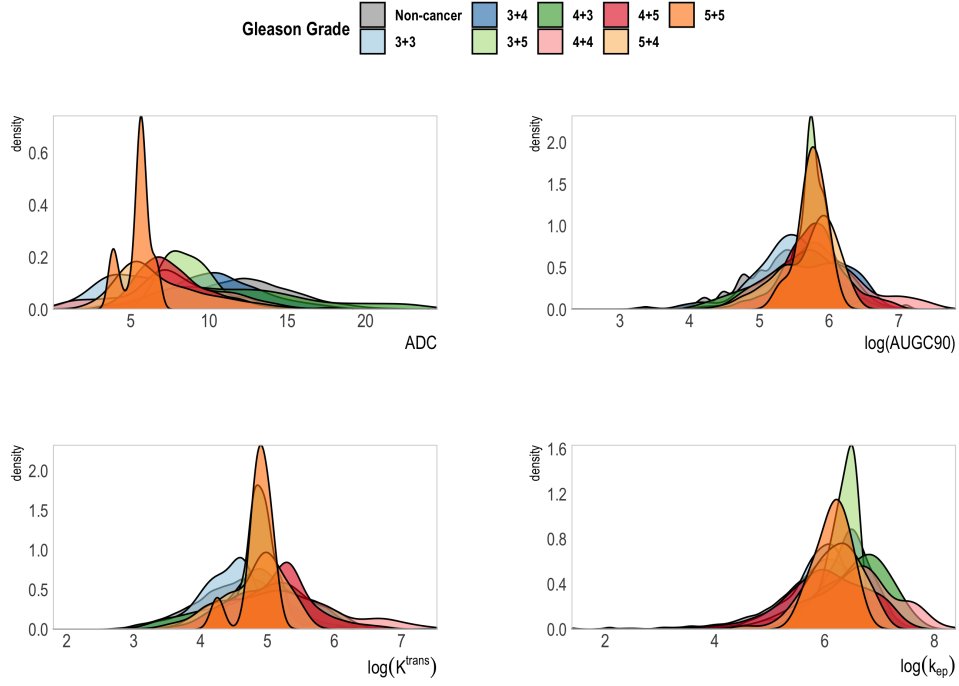 Gleason Grade
Non-cancer 3+4 4+3 4+5 5+5
3+3 3+5 4+4 5+4
density
0.6
0.4
0.2
0.0
5 10 15 20
ADC
density
2.0
1.5
1.0
0.5
0.0
3 4 5 6 7
log(AUGC90)
density
2.0
1.5
1.0
0.5
0.0
2 3 4 5 6 7
log(K^trans)
density
1.6
1.2
0.8
0.4
0.0
2 4 6 8
log(k_ep)